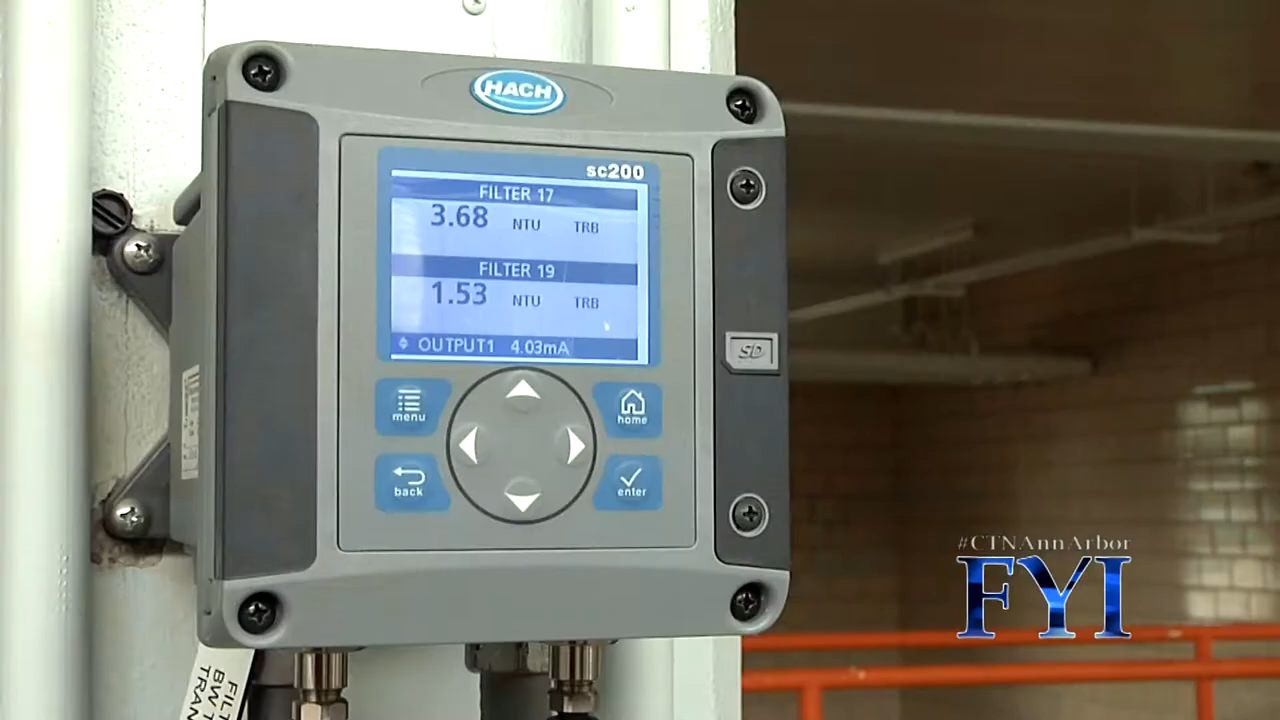 HACH
sc200
FILTER 17
3.68 NTU TRB
FILTER 19
1.53 NTU TRB
OUTPUT1 4.03mA
menu
home
back
enter
SD
#CTNAnnArbor
FYI
BW